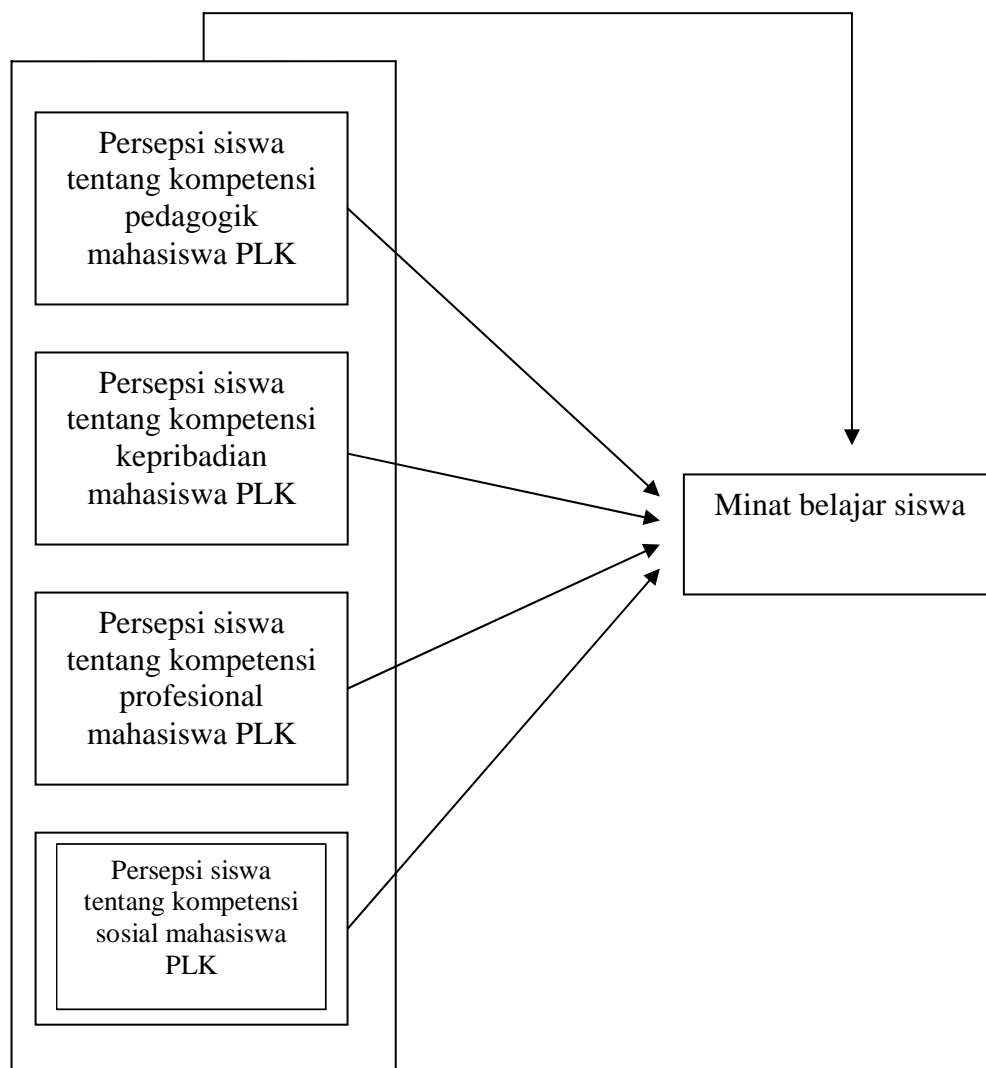 Persepsi siswa
tentang kompetensi
pedagogik
mahasiswa PLK
Persepsi siswa
tentang kompetensi
kepribadian
mahasiswa PLK
Minat belajar siswa
Persepsi siswa
tentang kompetensi
profesional
mahasiswa PLK
Persepsi siswa
tentang kompetensi
sosial mahasiswa
PLK